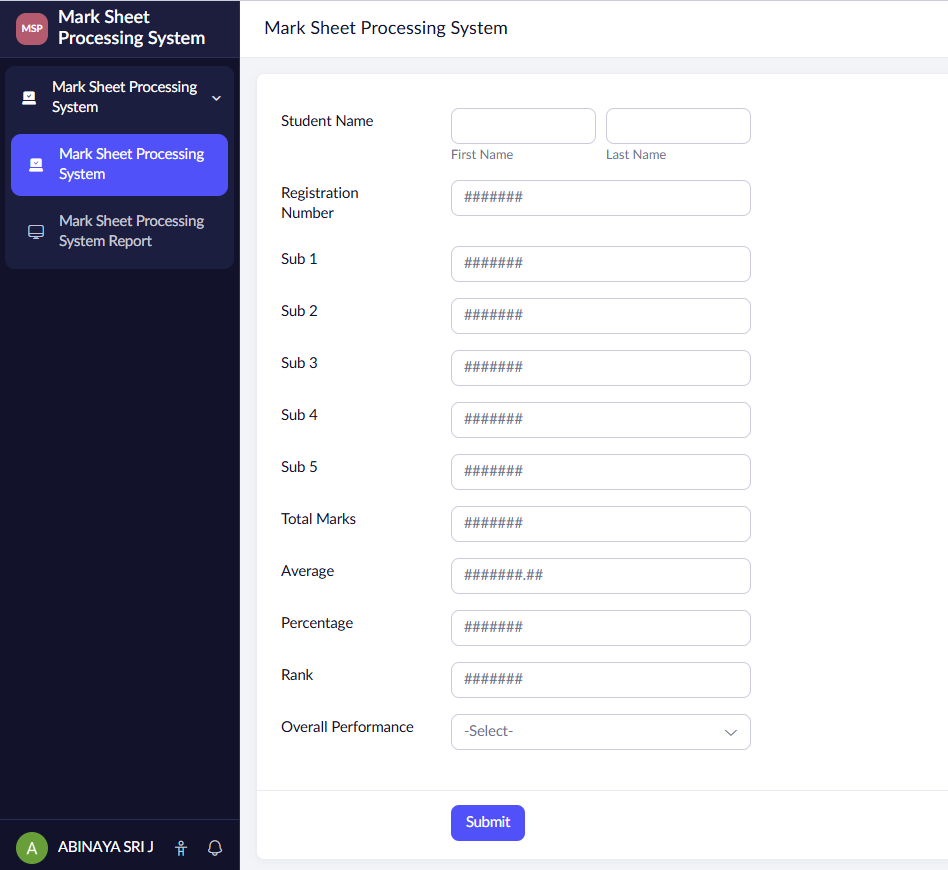 MSP
Mark Sheet
Processing System
Mark Sheet Processing
System
Mark Sheet Processing
System
Mark Sheet Processing
System Report
ABINAYA SRI J
A
Mark Sheet Processing System
Student Name
First Name
Last Name
Registration
Number
#######
Sub 1
#######
Sub 2
#######
Sub 3
#######
Sub 4
#######
Sub 5
#######
Total Marks
#######
Average
#######.##
Percentage
#######
Rank
#######
Overall Performance
-Select-
Submit